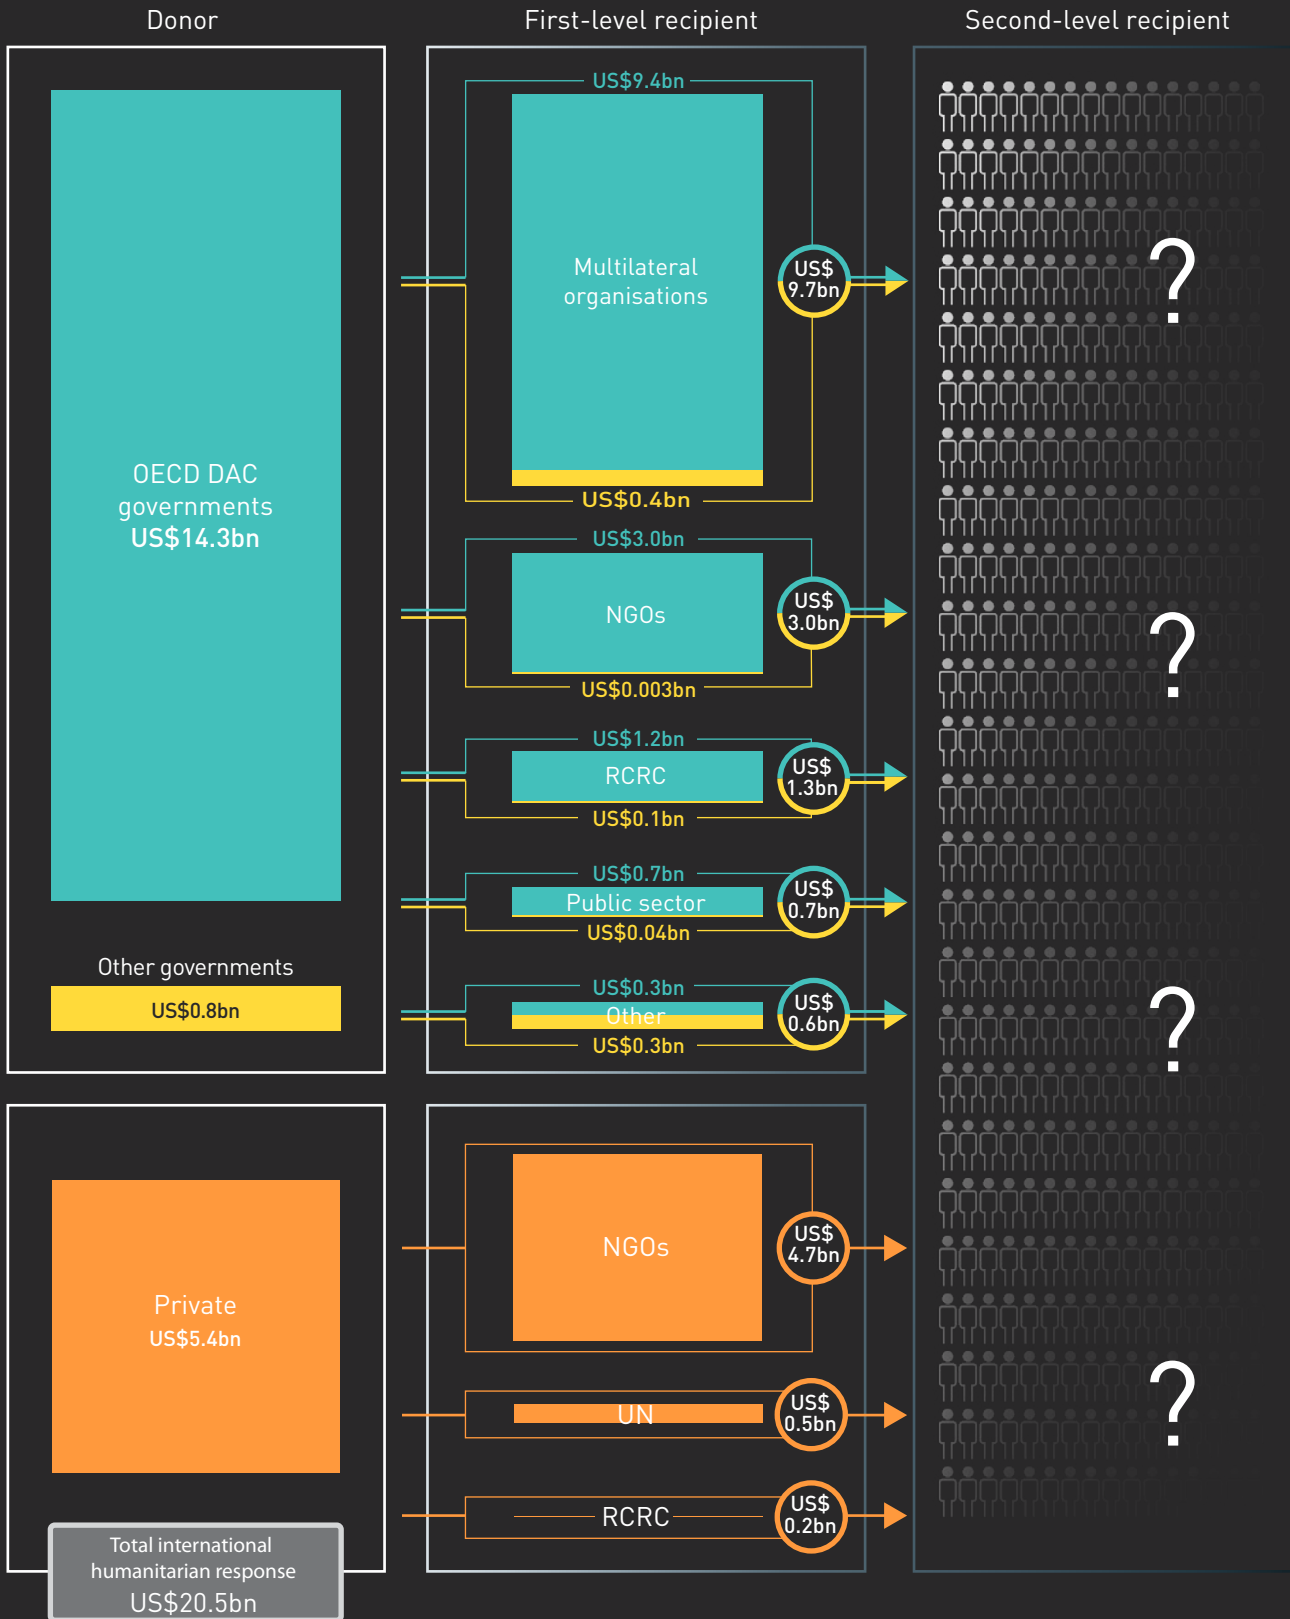 Donor
First-level recipient
Second-level recipient
OECD DAC
governments
US$14.3bn
Other governments
US$0.8bn
US$9.4bn
Multilateral
organisations
US$
9.7bn
US$0.4bn
US$3.0bn
NGOs
US$
3.0bn
US$0.003bn
US$1.2bn
RCRC
US$
1.3bn
US$0.1bn
US$0.7bn
Public sector
US$
0.7bn
US$0.04bn
US$0.3bn
Other
US$
0.6bn
US$0.3bn
?
?
?
?
Private
US$5.4bn
NGOs
US$
4.7bn
UN
US$
0.5bn
RCRC
US$
0.2bn
Total international
humanitarian response
US$20.5bn